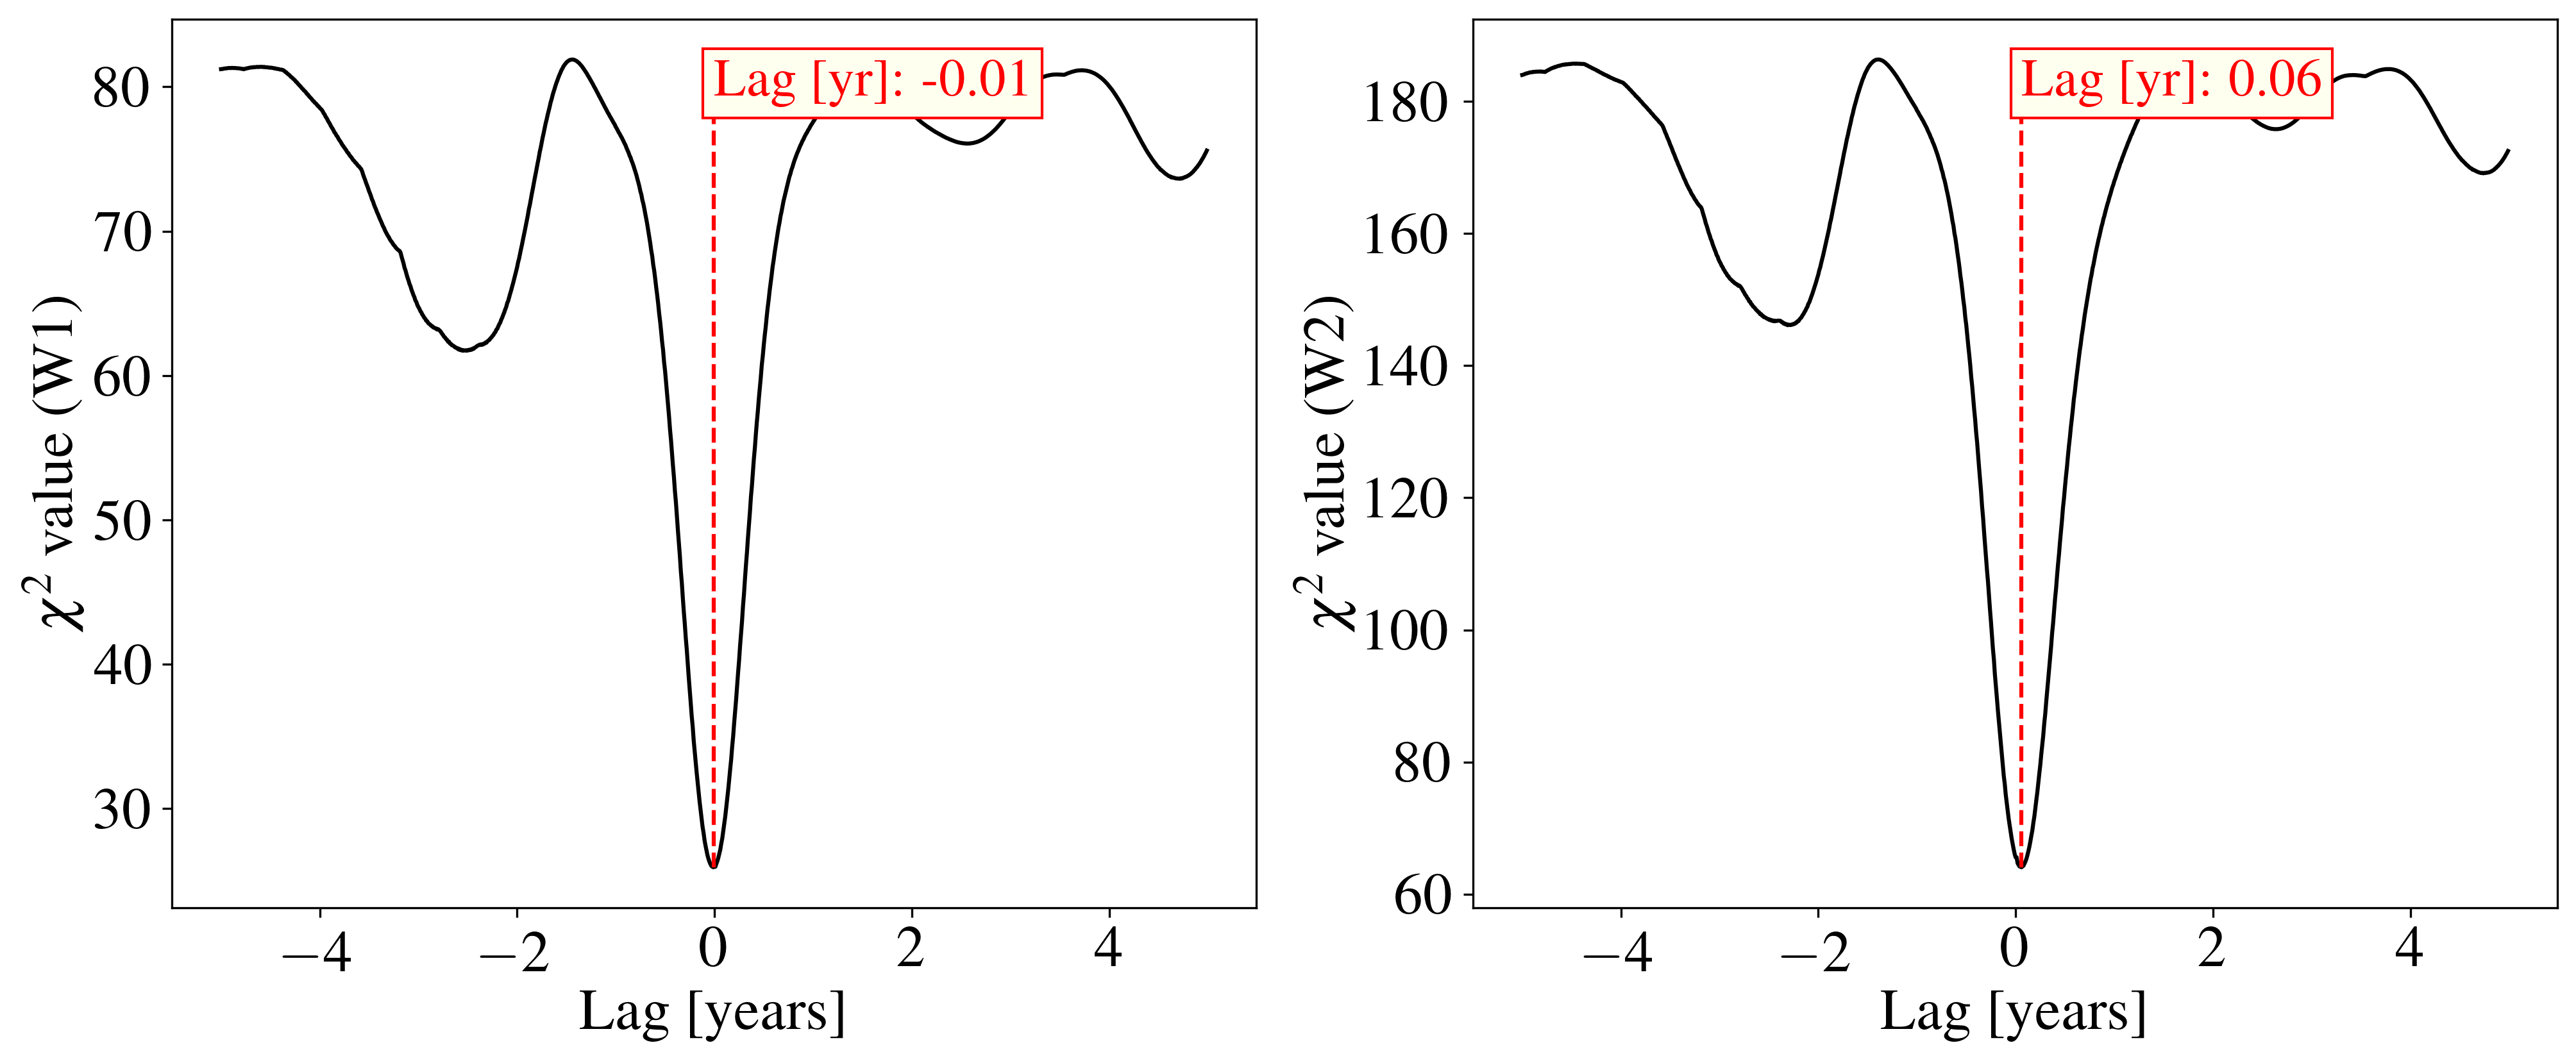 80
70
60
50
40
30
χ² value (W1)
Lag [yr]: -0.01
−4 −2 0 2 4
Lag [years]
180
160
140
120
100
80
60
χ² value (W2)
Lag [yr]: 0.06
−4 −2 0 2 4
Lag [years]